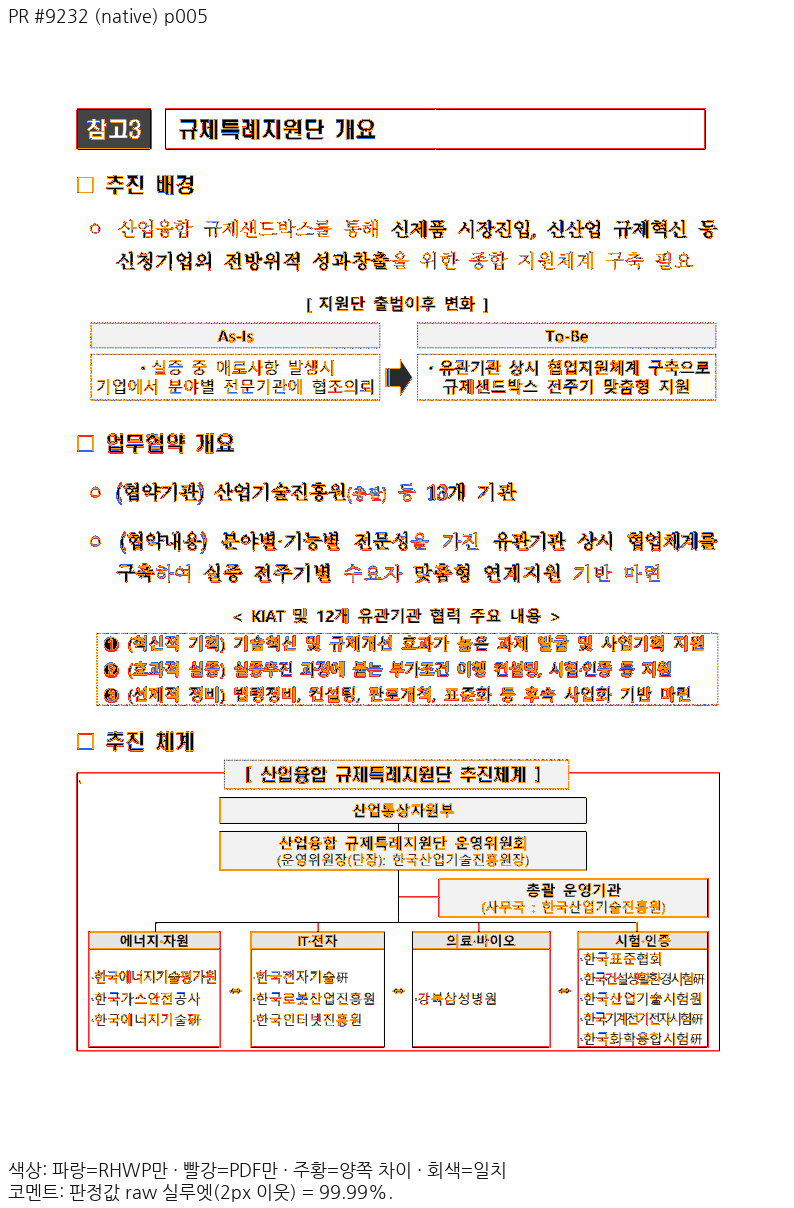 PR #9232 (native) p005
참고3 규제특례지원단 개요
□ 추진 배경
○ 산업융합 규제샌드박스를 통해 신제품 시장진입, 신산업 규제혁신 등
신청기업의 전방위적 성과창출을 위한 종합 지원체계 구축 필요
[ 지원단 출범이후 변화 ]
As-Is
To-Be
· 실증 중 애로사항 발생시
기업에서 분야별 전문기관에 협조의뢰
· 유관기관 상시 협업지원체계 구축으로
규제샌드박스 전주기 맞춤형 지원
□ 업무협약 개요
○ (협약기관) 산업기술진흥원(총괄) 등 13개 기관
○ (협약내용) 분야별·기능별 전문성을 가진 유관기관 상시 협업체계를
구축하여 실증 전주기별 수요자 맞춤형 연계지원 기반 마련
< KIAT 및 12개 유관기관 협력 주요 내용 >
❶ (혁신적 기획) 기술혁신 및 규제개선 효과가 높은 과제 발굴 및 사업기획 지원
❷ (효과적 실증) 실증추진 과정에 붙는 부가조건 이행 컨설팅, 시험·인증 등 지원
❸ (선제적 정비) 법령정비, 컨설팅, 판로개척, 표준화 등 후속 사업화 기반 마련
□ 추진 체계
[ 산업융합 규제특례지원단 추진체계 ]
산업통상자원부
산업융합 규제특례지원단 운영위원회
(운영위원장(단장): 한국산업기술진흥원장)
총괄 운영기관
(사무국 : 한국산업기술진흥원)
에너지·자원
·한국에너지기술평가원
·한국가스안전공사
·한국에너지기술硏
⇔
IT·전자
·한국전자기술硏
·한국로봇산업진흥원
·한국인터넷진흥원
⇔
의료·바이오
·강북삼성병원
⇔
시험·인증
·한국표준협회
·한국건설생활환경시험硏
·한국산업기술시험원
·한국기계전기전자시험硏
·한국화학융합시험硏
색상: 파랑=RHWP만 · 빨강=PDF만 · 주황=양쪽 차이 · 회색=일치
코멘트: 판정값 raw 실루엣(2px 이웃) = 99.99%.